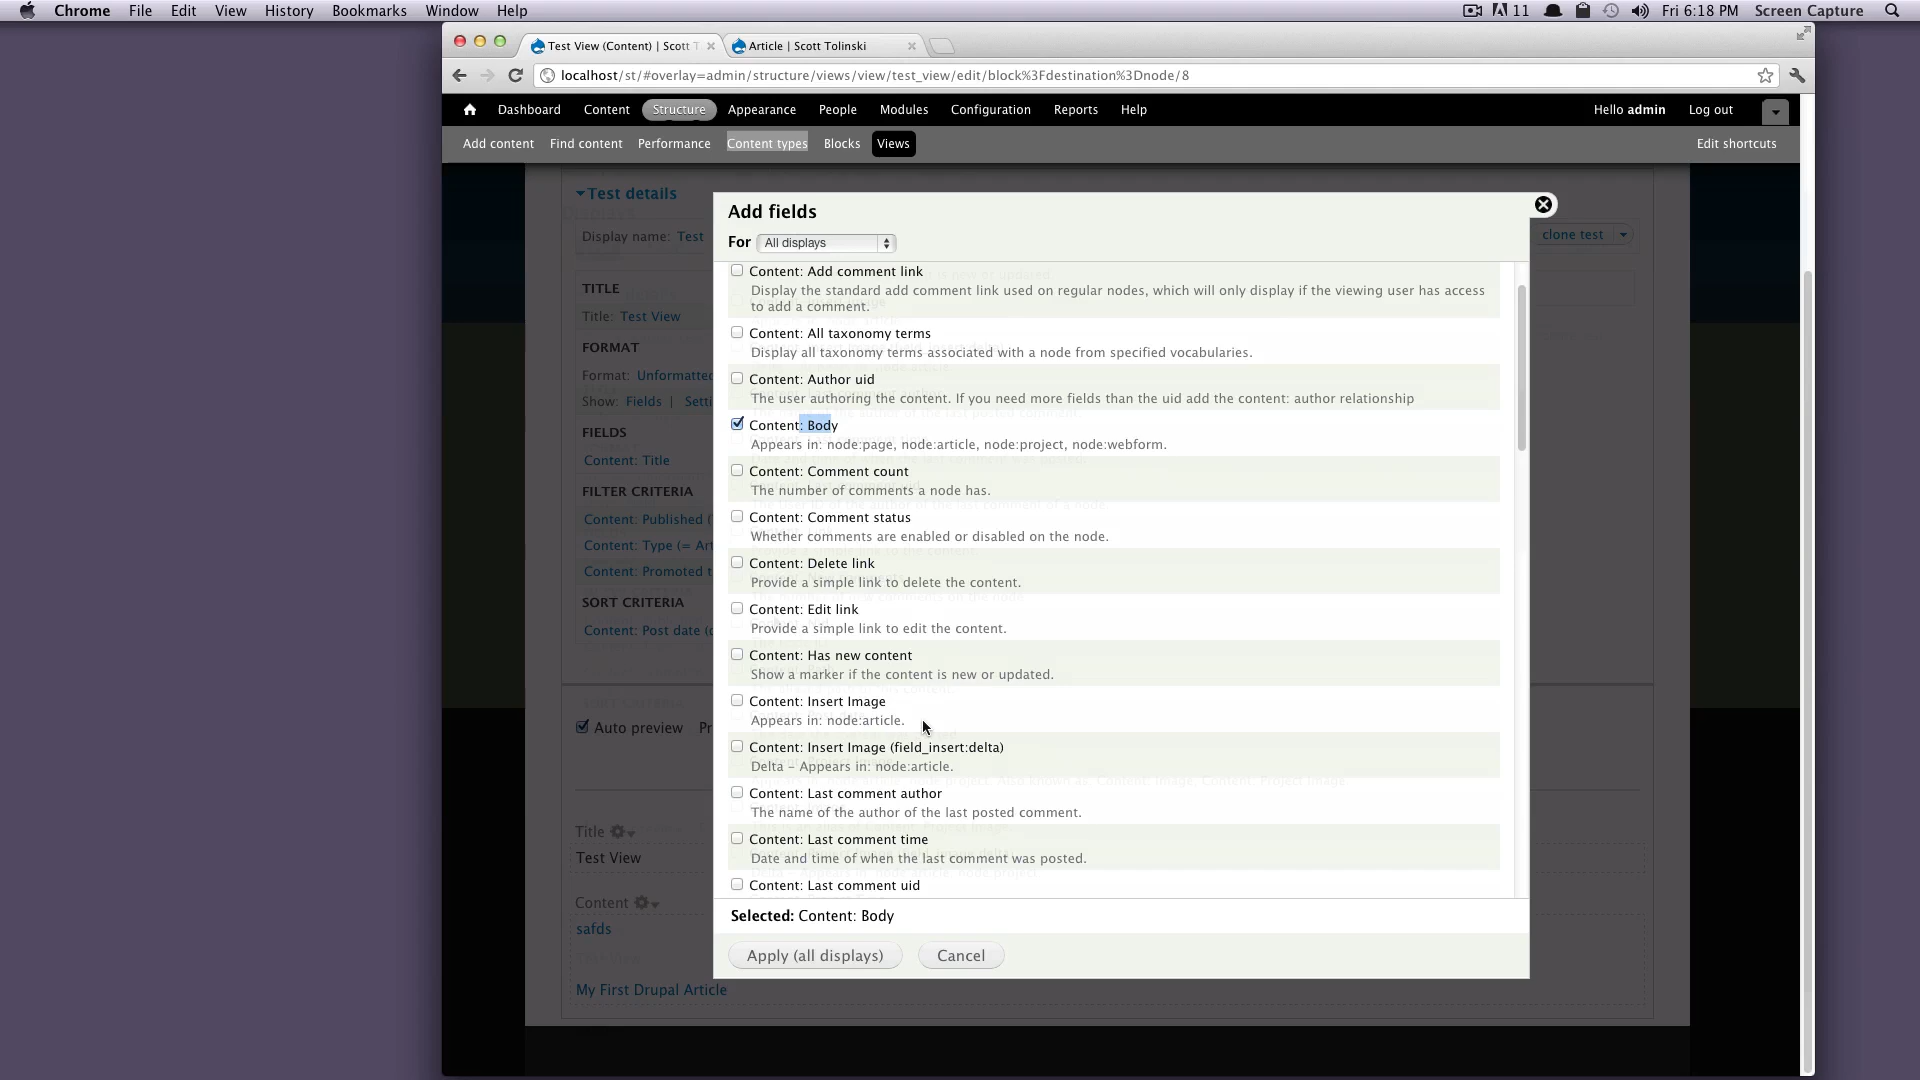 Chrome File Edit View History Bookmarks Window Help
11 Fri 6:18 PM Screen Capture
Test View (Content) | Scott T
Article | Scott Tolinski
localhost/st/#overlay=admin/structure/views/view/test_view/edit/block%3Fdestination%3Dnode/8
Dashboard Content Structure Appearance People Modules Configuration Reports Help
Hello admin Log out
Add content Find content Performance Content types Blocks Views
Edit shortcuts
Test details
Display name: Test
clone test
TITLE
Title: Test View
FORMAT
Format: Unformatted
Show: Fields | Setti
FIELDS
Content: Title
FILTER CRITERIA
Content: Published (
Content: Type (= Art
Content: Promoted t
SORT CRITERIA
Content: Post date (
Auto preview Pr
Title
Test View
Content
safds
My First Drupal Article
Add fields
For All displays
Content: Add comment link
Display the standard add comment link used on regular nodes, which will only display if the viewing user has access
to add a comment.
Content: All taxonomy terms
Display all taxonomy terms associated with a node from specified vocabularies.
Content: Author uid
The user authoring the content. If you need more fields than the uid add the content: author relationship
Content: Body
Appears in: node:page, node:article, node:project, node:webform.
Content: Comment count
The number of comments a node has.
Content: Comment status
Whether comments are enabled or disabled on the node.
Content: Delete link
Provide a simple link to delete the content.
Content: Edit link
Provide a simple link to edit the content.
Content: Has new content
Show a marker if the content is new or updated.
Content: Insert Image
Appears in: node:article.
Content: Insert Image (field_insert:delta)
Delta – Appears in: node:article.
Content: Last comment author
The name of the author of the last posted comment.
Content: Last comment time
Date and time of when the last comment was posted.
Content: Last comment uid
Selected: Content: Body
Apply (all displays) Cancel